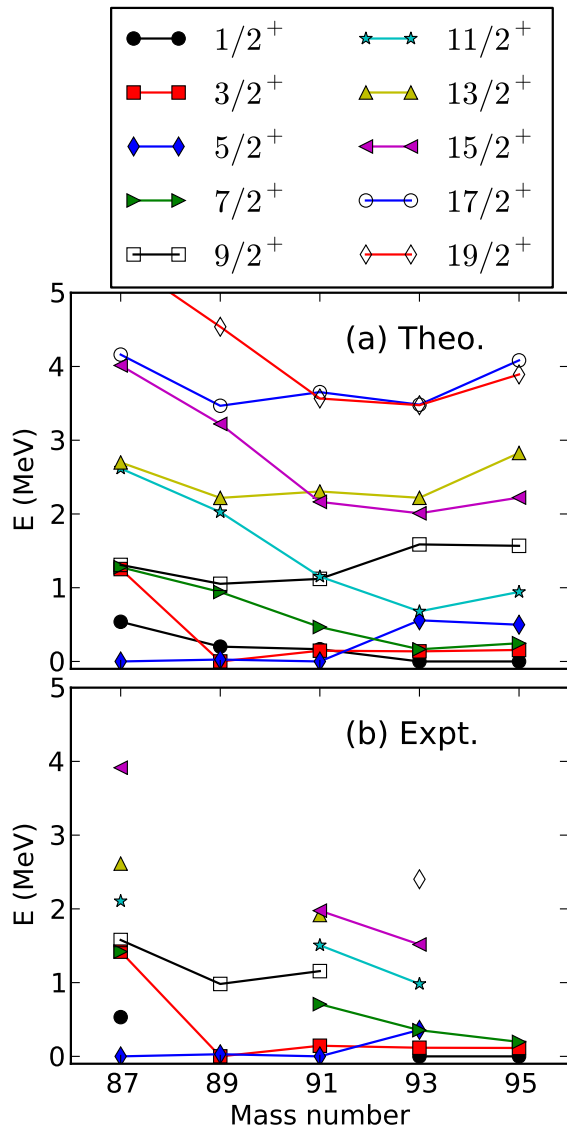 1/2⁺ 11/2⁺
3/2⁺ 13/2⁺
5/2⁺ 15/2⁺
7/2⁺ 17/2⁺
9/2⁺ 19/2⁺
(a) Theo.
E (MeV)
5
4
3
2
1
0
(b) Expt.
E (MeV)
5
4
3
2
1
0
87 89 91 93 95
Mass number